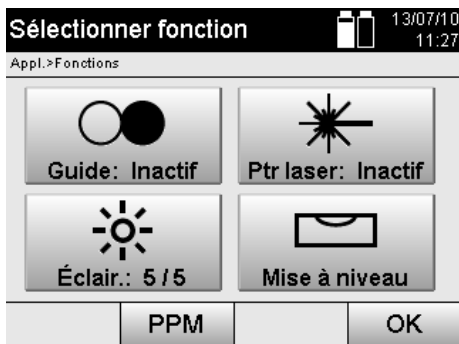 Sélectionner fonction
13/07/10
11:27
Appl.>Fonctions
Guide: Inactif
Ptr laser: Inactif
Éclair.: 5/5
Mise à niveau
PPM
OK